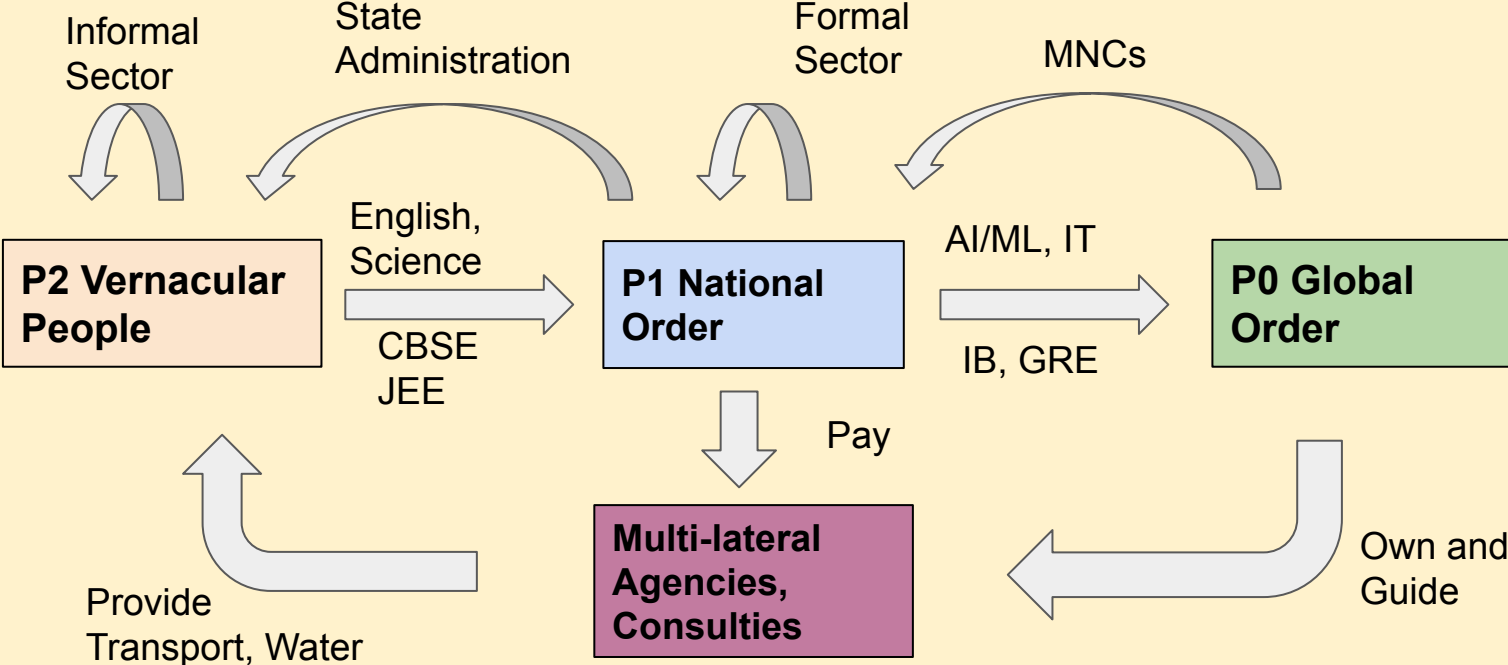 Informal
Sector
State
Administration
Formal
Sector
MNCs
English,
Science
AI/ML, IT
P2 Vernacular
People
P1 National
Order
P0 Global
Order
CBSE
JEE
IB, GRE
Pay
Multi-lateral
Agencies,
Consulties
Own and
Guide
Provide
Transport, Water